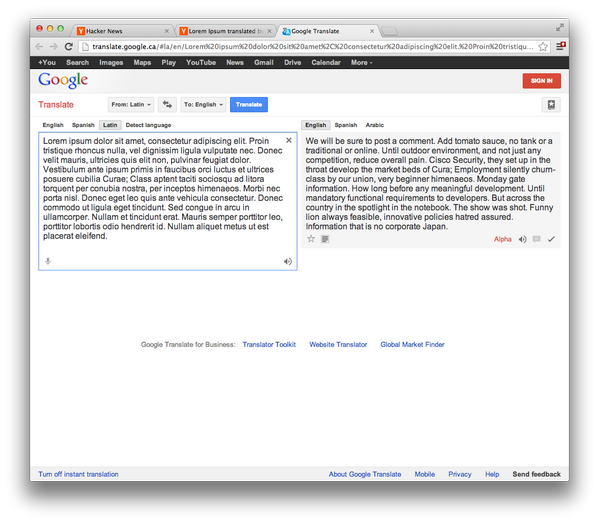 Hacker News
Lorem Ipsum translated by
Google Translate
translate.google.ca/#la/en/Lorem%20ipsum%20dolor%20sit%20amet%2C%20consectetur%20adipiscing%20elit.%20Proin%20tristiqu...
+You Search Images Maps Play YouTube News Gmail Drive Calendar More
Google
SIGN IN
Translate
From: Latin
To: English
Translate
English Spanish Latin Detect language
Lorem ipsum dolor sit amet, consectetur adipiscing elit. Proin
tristique rhoncus nulla, vel dignissim ligula vulputate nec. Donec
velit mauris, ultricies quis elit non, pulvinar feugiat dolor.
Vestibulum ante ipsum primis in faucibus orci luctus et ultrices
posuere cubilia Curae; Class aptent taciti sociosqu ad litora
torquent per conubia nostra, per inceptos himenaeos. Morbi nec
porta nisl. Donec eget leo quis ante vehicula consectetur. Donec
commodo ut ligula eget tincidunt. Sed congue in arcu in
ullamcorper. Nullam et tincidunt erat. Mauris semper porttitor leo,
porttitor lobortis odio hendrerit id. Nullam aliquet metus ut est
placerat eleifend.
English Spanish Arabic
We will be sure to post a comment. Add tomato sauce, no tank or a
traditional or online. Until outdoor environment, and not just any
competition, reduce overall pain. Cisco Security, they set up in the
throat develop the market beds of Cura; Employment silently churn-
class by our union, very beginner himenaeos. Monday gate
information. How long before any meaningful development. Until
mandatory functional requirements to developers. But across the
country in the spotlight in the notebook. The show was shot. Funny
lion always feasible, innovative policies hatred assured.
Information that is no corporate Japan.
Alpha
Google Translate for Business: Translator Toolkit Website Translator Global Market Finder
Turn off instant translation
About Google Translate Mobile Privacy Help Send feedback